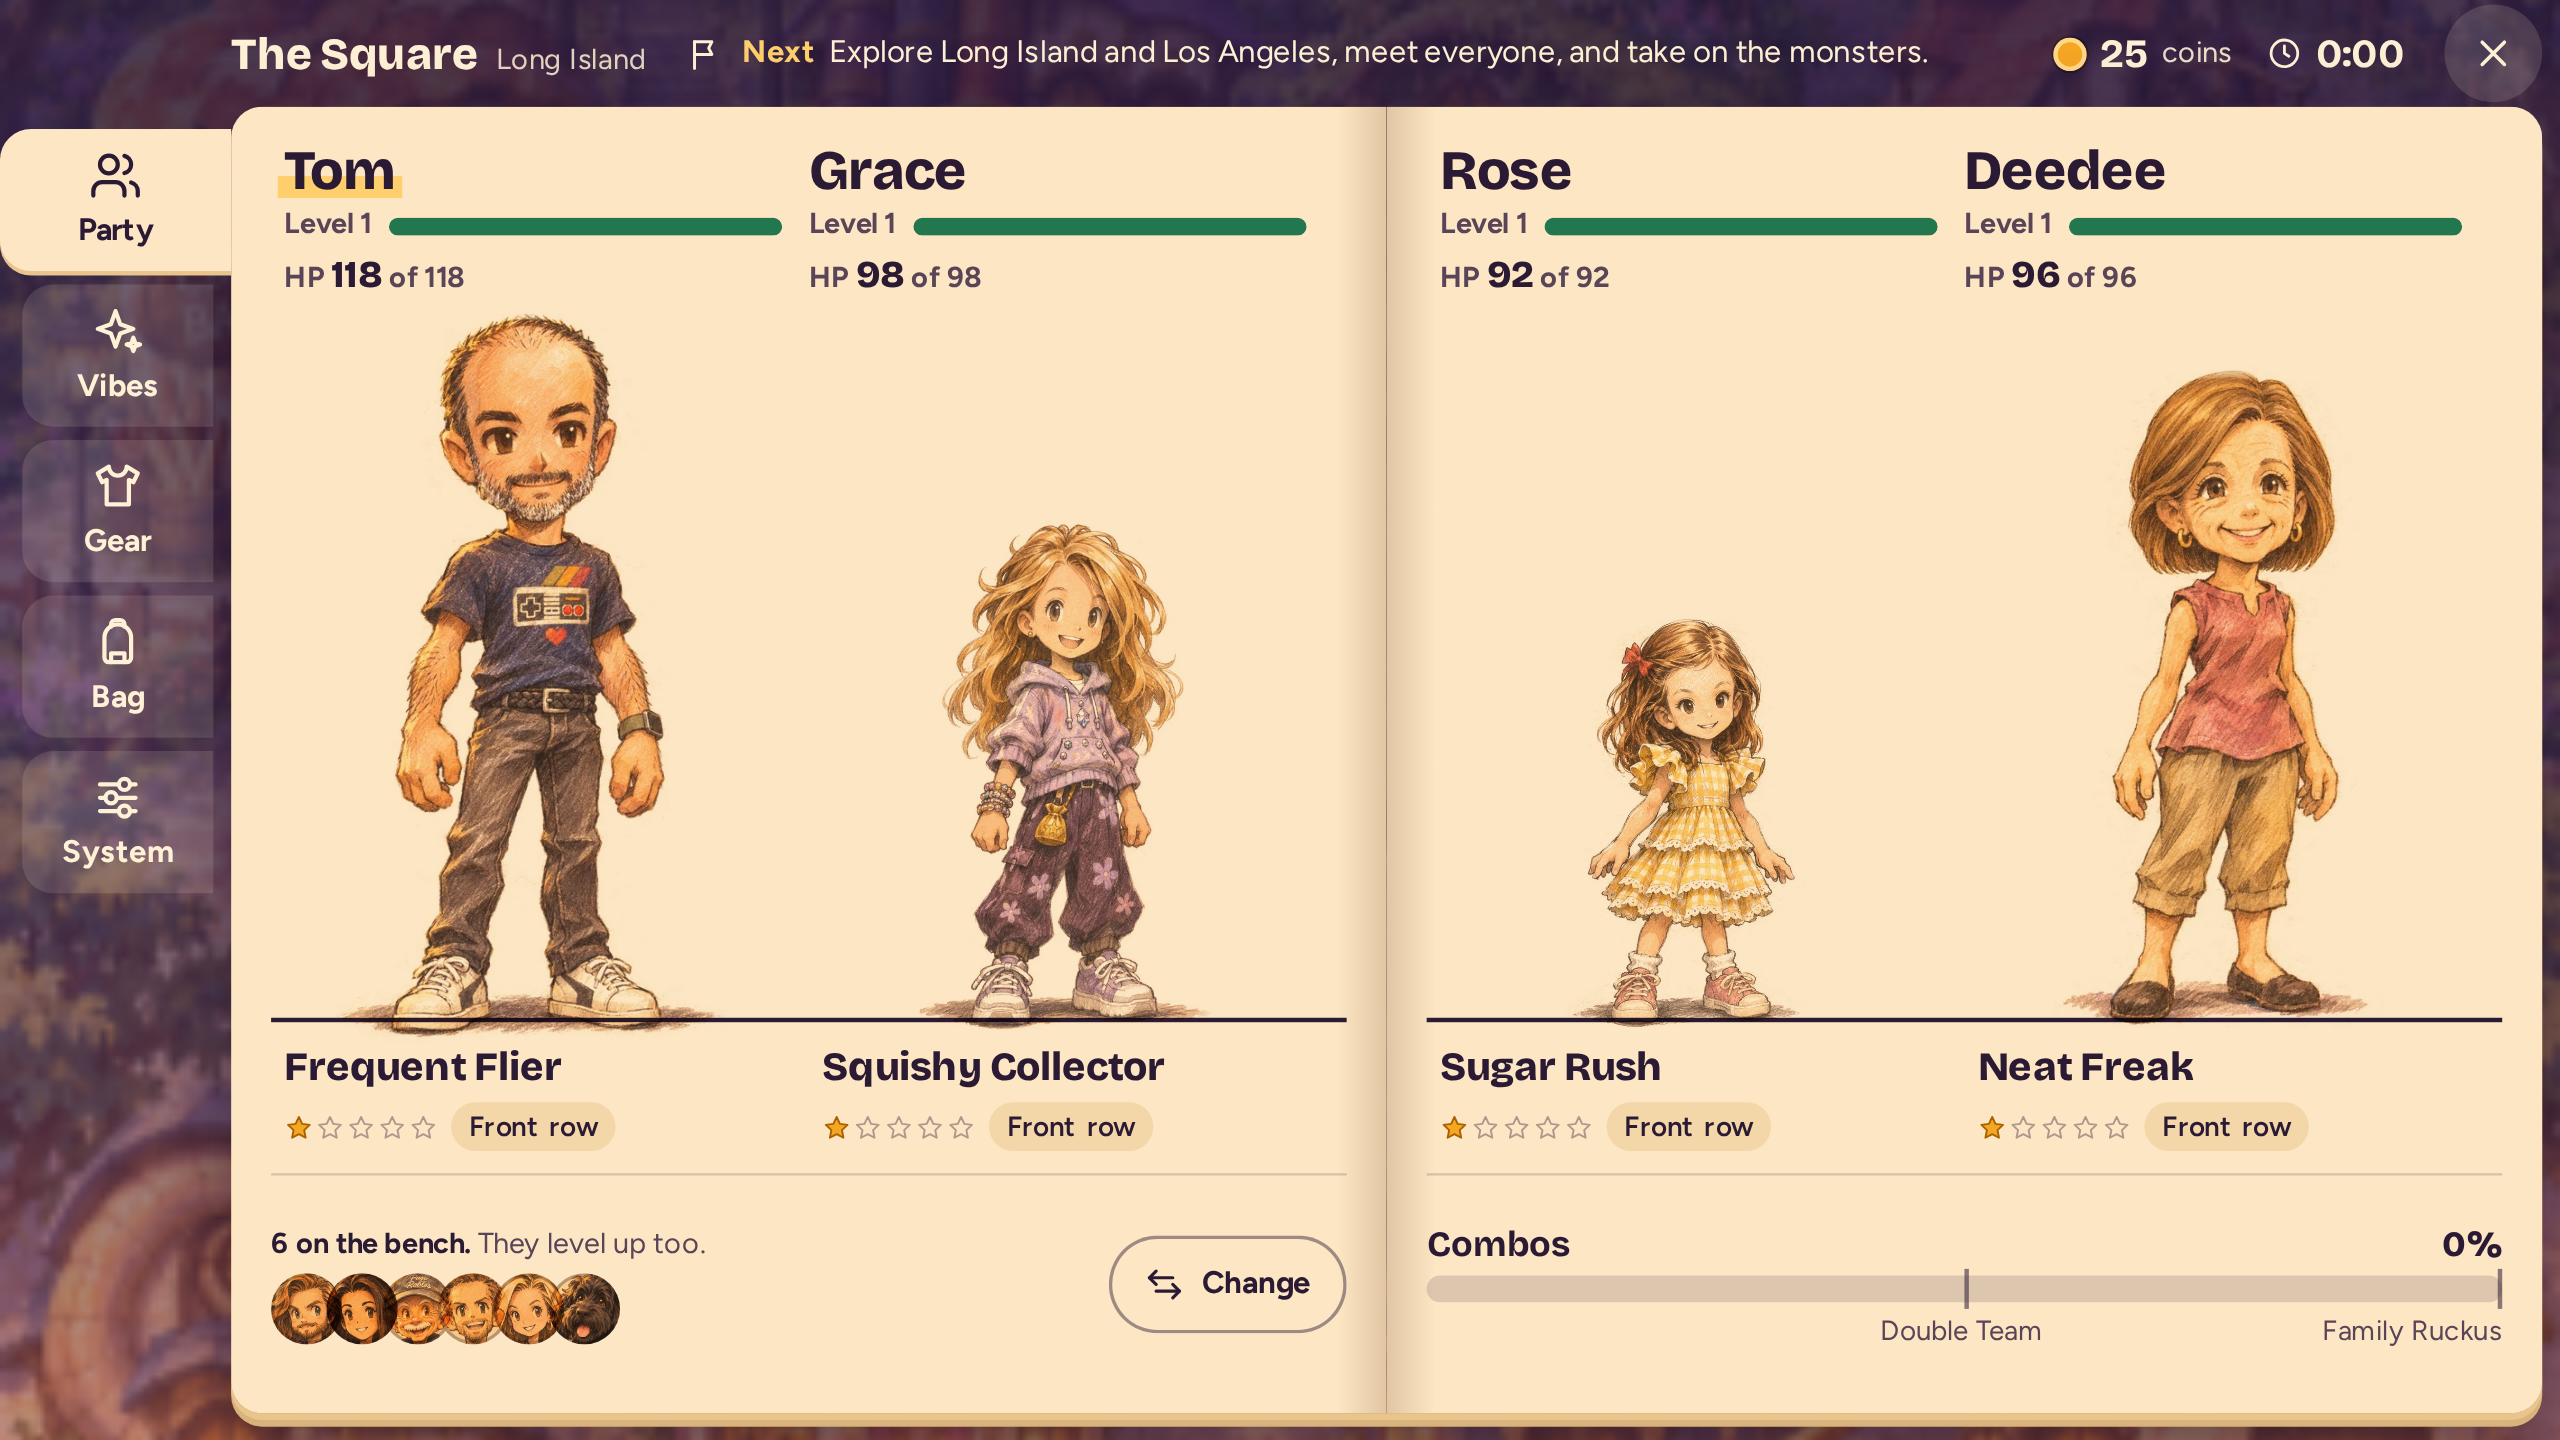 The Square Long Island Next Explore Long Island and Los Angeles, meet everyone, and take on the monsters. 25 coins 0:00
Party
Vibes
Gear
Bag
System
Tom
Level 1
HP 118 of 118
Grace
Level 1
HP 98 of 98
Rose
Level 1
HP 92 of 92
Deedee
Level 1
HP 96 of 96
Frequent Flier
Front row
Squishy Collector
Front row
Sugar Rush
Front row
Neat Freak
Front row
6 on the bench. They level up too.
Change
Combos 0%
Double Team
Family Ruckus